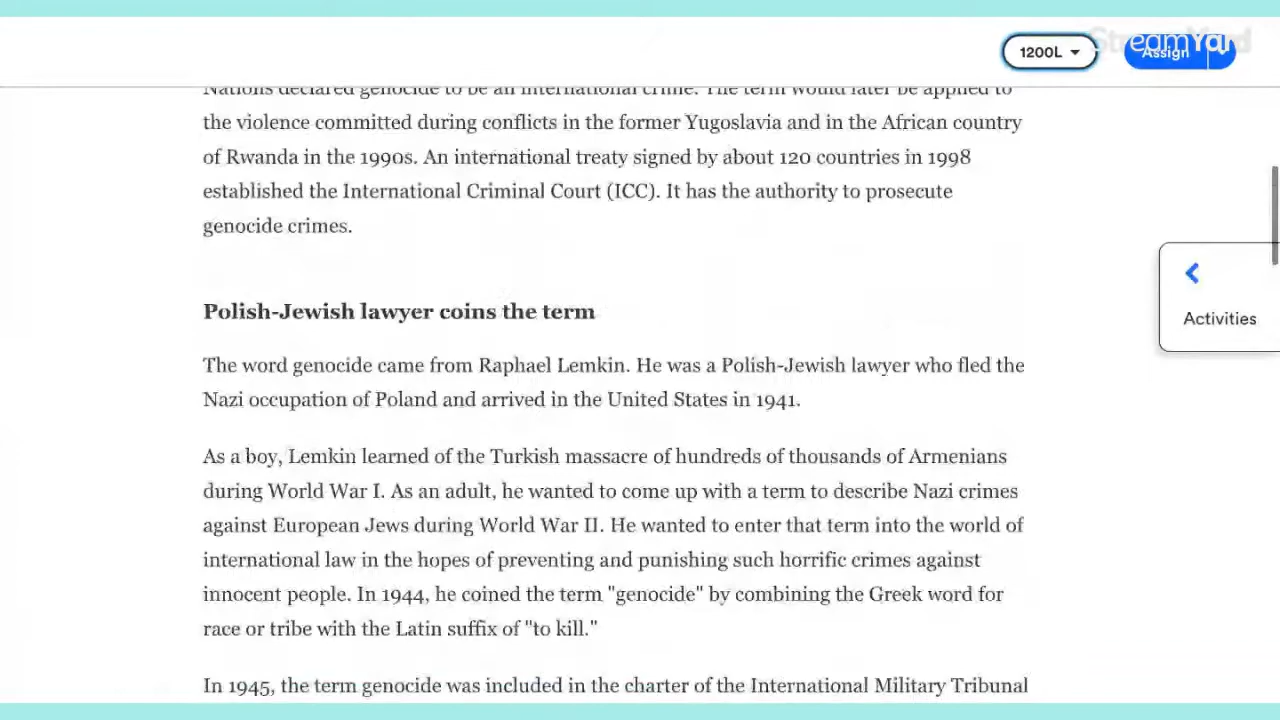 StreamYard
1200L
Assign
Nations declared genocide to be an international crime. The term would later be applied to
the violence committed during conflicts in the former Yugoslavia and in the African country
of Rwanda in the 1990s. An international treaty signed by about 120 countries in 1998
established the International Criminal Court (ICC). It has the authority to prosecute
genocide crimes.
Activities
Polish-Jewish lawyer coins the term
The word genocide came from Raphael Lemkin. He was a Polish-Jewish lawyer who fled the
Nazi occupation of Poland and arrived in the United States in 1941.
As a boy, Lemkin learned of the Turkish massacre of hundreds of thousands of Armenians
during World War I. As an adult, he wanted to come up with a term to describe Nazi crimes
against European Jews during World War II. He wanted to enter that term into the world of
international law in the hopes of preventing and punishing such horrific crimes against
innocent people. In 1944, he coined the term "genocide" by combining the Greek word for
race or tribe with the Latin suffix of "to kill."
In 1945, the term genocide was included in the charter of the International Military Tribunal